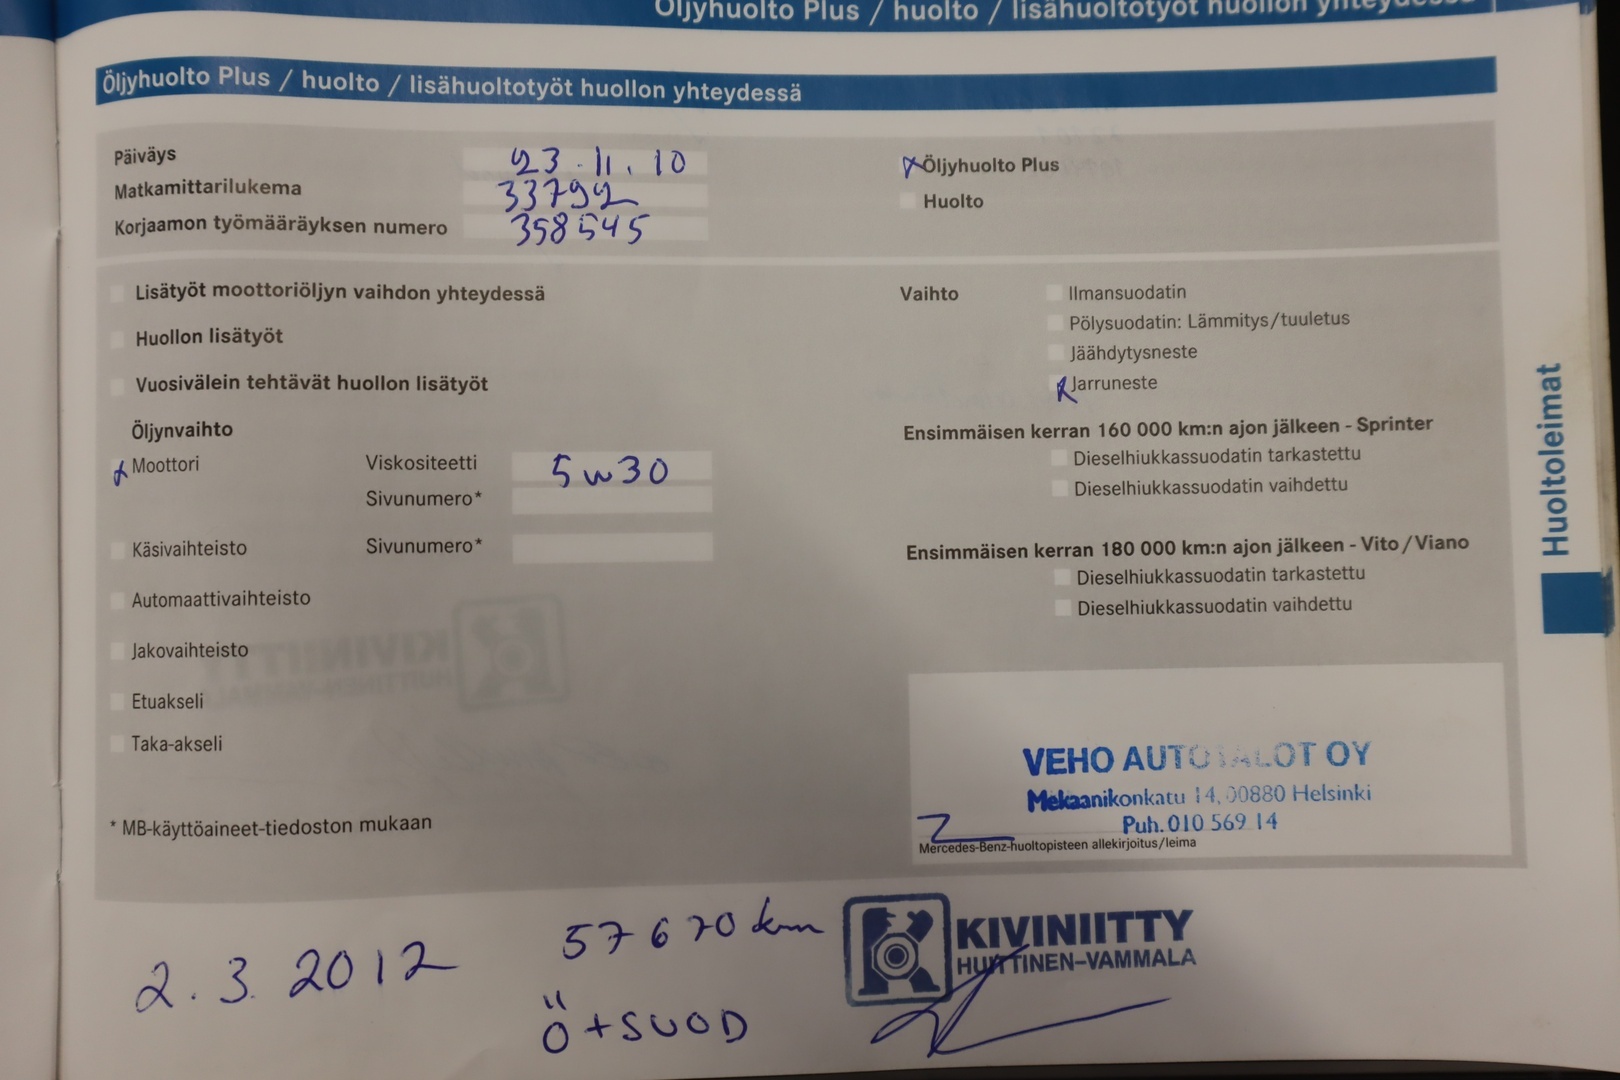 Öljyhuolto Plus / huolto / lisähuoltotyöt huollon yhteydessä
Öljyhuolto Plus / huolto / lisähuoltotyöt huollon yhteydessä
Päiväys 23.11.10
Öljyhuolto Plus
Matkamittarilukema 33792
Huolto
Korjaamon työmääräyksen numero 358545
Lisätyöt moottoriöljyn vaihdon yhteydessä
Huollon lisätyöt
Vuosivälein tehtävät huollon lisätyöt
Öljynvaihto
Moottori Viskositeetti 5w30
Sivunumero*
Käsivaihteisto Sivunumero*
Automaattivaihteisto
Jakovaihteisto
Etuakseli
Taka-akseli
* MB-käyttöaineet-tiedoston mukaan
Vaihto Ilmansuodatin
Pölysuodatin: Lämmitys/tuuletus
Jäähdytysneste
Jarruneste
Ensimmäisen kerran 160 000 km:n ajon jälkeen - Sprinter
Dieselhiukkassuodatin tarkastettu
Dieselhiukkassuodatin vaihdettu
Ensimmäisen kerran 180 000 km:n ajon jälkeen - Vito/Viano
Dieselhiukkassuodatin tarkastettu
Dieselhiukkassuodatin vaihdettu
VEHO AUTOTALOT OY
Mekaanikonkatu 14, 00880 Helsinki
Puh. 010 569 14
Mercedes-Benz-huoltopisteen allekirjoitus/leima
Huoltoleimat
2.3.2012
57670 km
Ö+SUOD
KIVINIITTY
HUITTINEN-VAMMALA